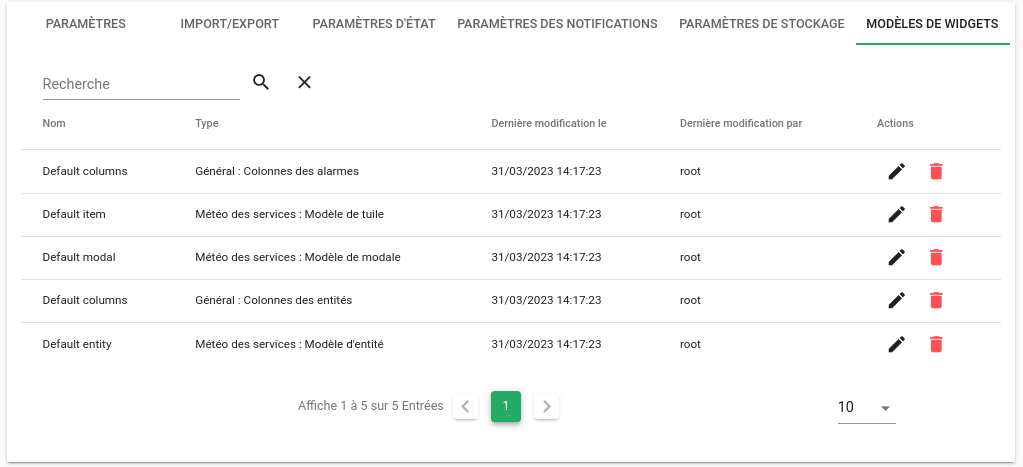 PARAMÈTRES IMPORT/EXPORT PARAMÈTRES D'ÉTAT PARAMÈTRES DES NOTIFICATIONS PARAMÈTRES DE STOCKAGE MODÈLES DE WIDGETS
Recherche
Nom Type Dernière modification le Dernière modification par Actions
Default columns Général : Colonnes des alarmes 31/03/2023 14:17:23 root
Default item Météo des services : Modèle de tuile 31/03/2023 14:17:23 root
Default modal Météo des services : Modèle de modale 31/03/2023 14:17:23 root
Default columns Général : Colonnes des entités 31/03/2023 14:17:23 root
Default entity Météo des services : Modèle d'entité 31/03/2023 14:17:23 root
Affiche 1 à 5 sur 5 Entrées 1 10